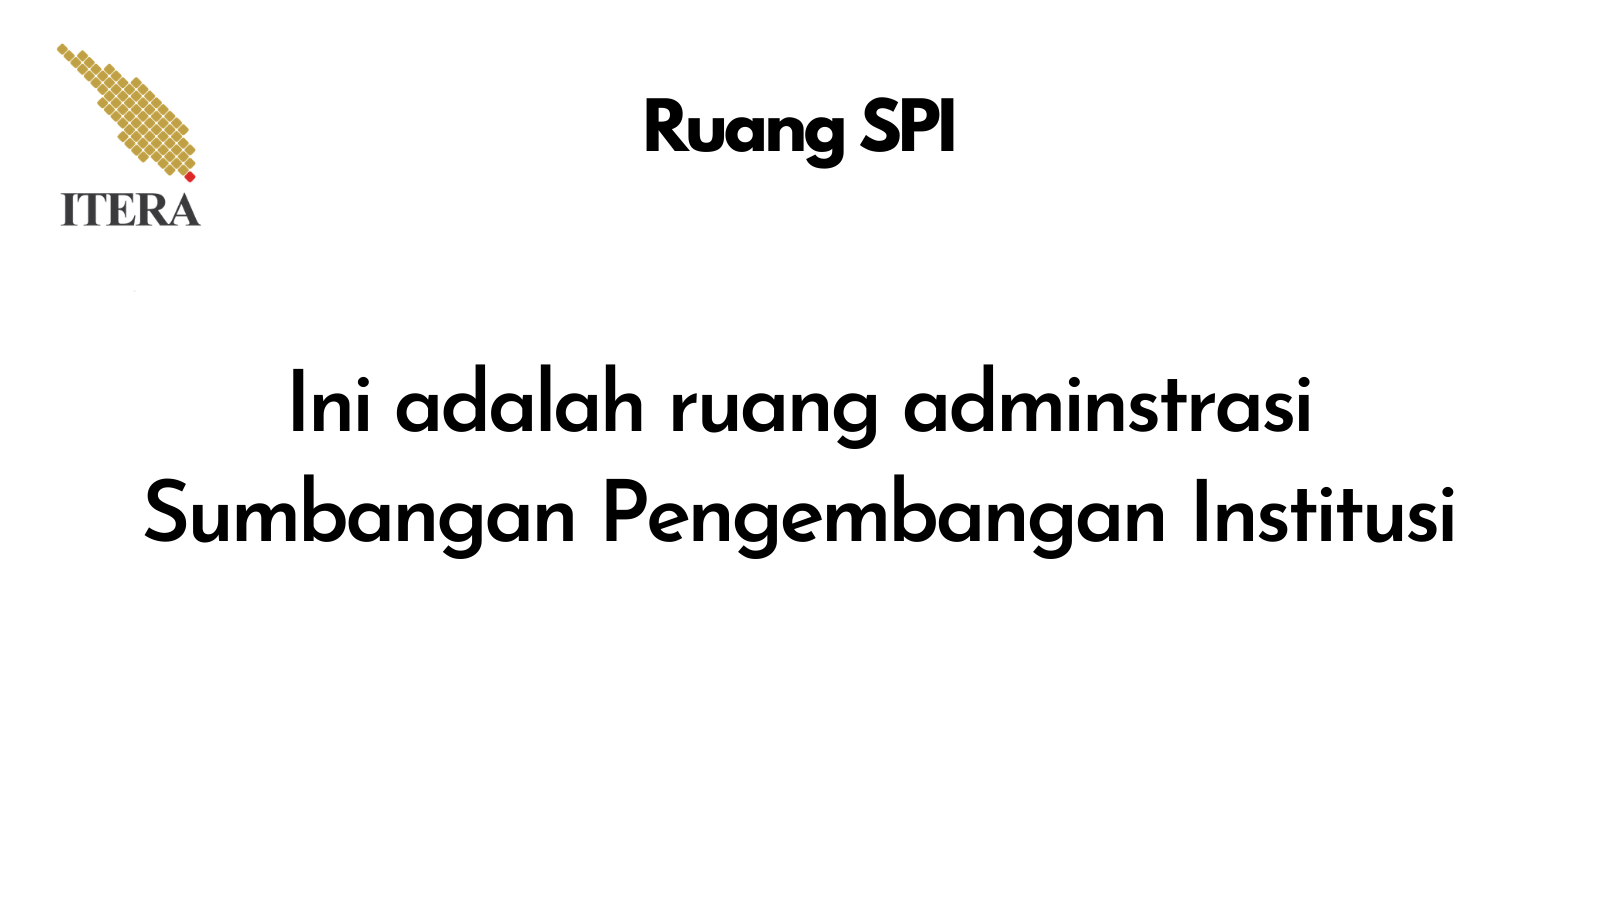 ITERA
Ruang SPI
Ini adalah ruang adminstrasi
Sumbangan Pengembangan Institusi